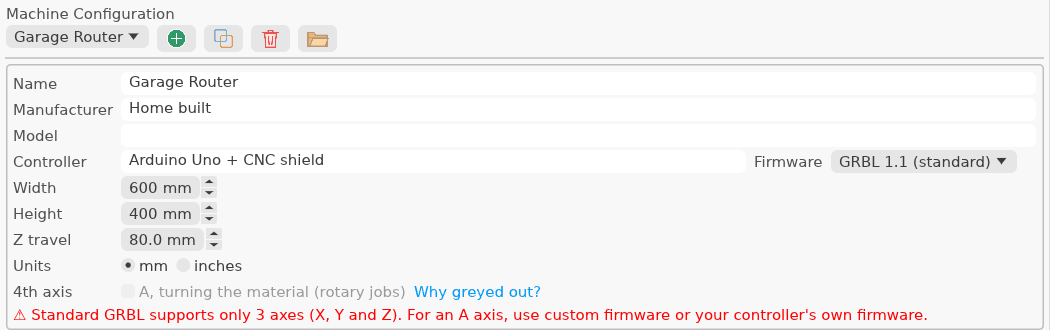 Machine Configuration
Garage Router
Name Garage Router
Manufacturer Home built
Model
Controller Arduino Uno + CNC shield Firmware GRBL 1.1 (standard)
Width 600 mm
Height 400 mm
Z travel 80.0 mm
Units mm inches
4th axis A, turning the material (rotary jobs) Why greyed out?
⚠ Standard GRBL supports only 3 axes (X, Y and Z). For an A axis, use custom firmware or your controller's own firmware.